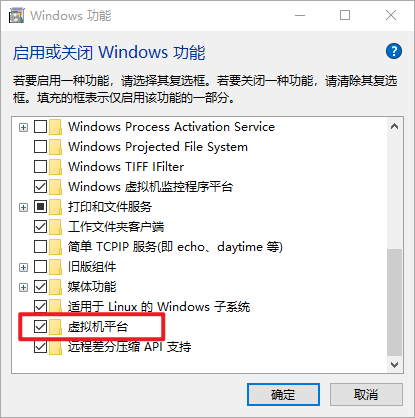 Windows 功能
启用或关闭 Windows 功能
若要启用一种功能，请选择其复选框。若要关闭一种功能，请清除其复选
框。填充的框表示仅启用该功能的一部分。
Windows Process Activation Service
Windows Projected File System
Windows TIFF IFilter
Windows 虚拟机监控程序平台
打印和文件服务
工作文件夹客户端
简单 TCPIP 服务(即 echo、daytime 等)
旧版组件
媒体功能
适用于 Linux 的 Windows 子系统
虚拟机平台
远程差分压缩 API 支持
确定
取消